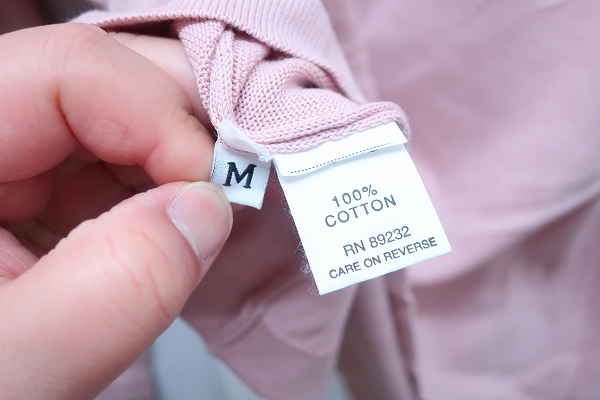 M
100%
COTTON
RN 89232
CARE ON REVERSE